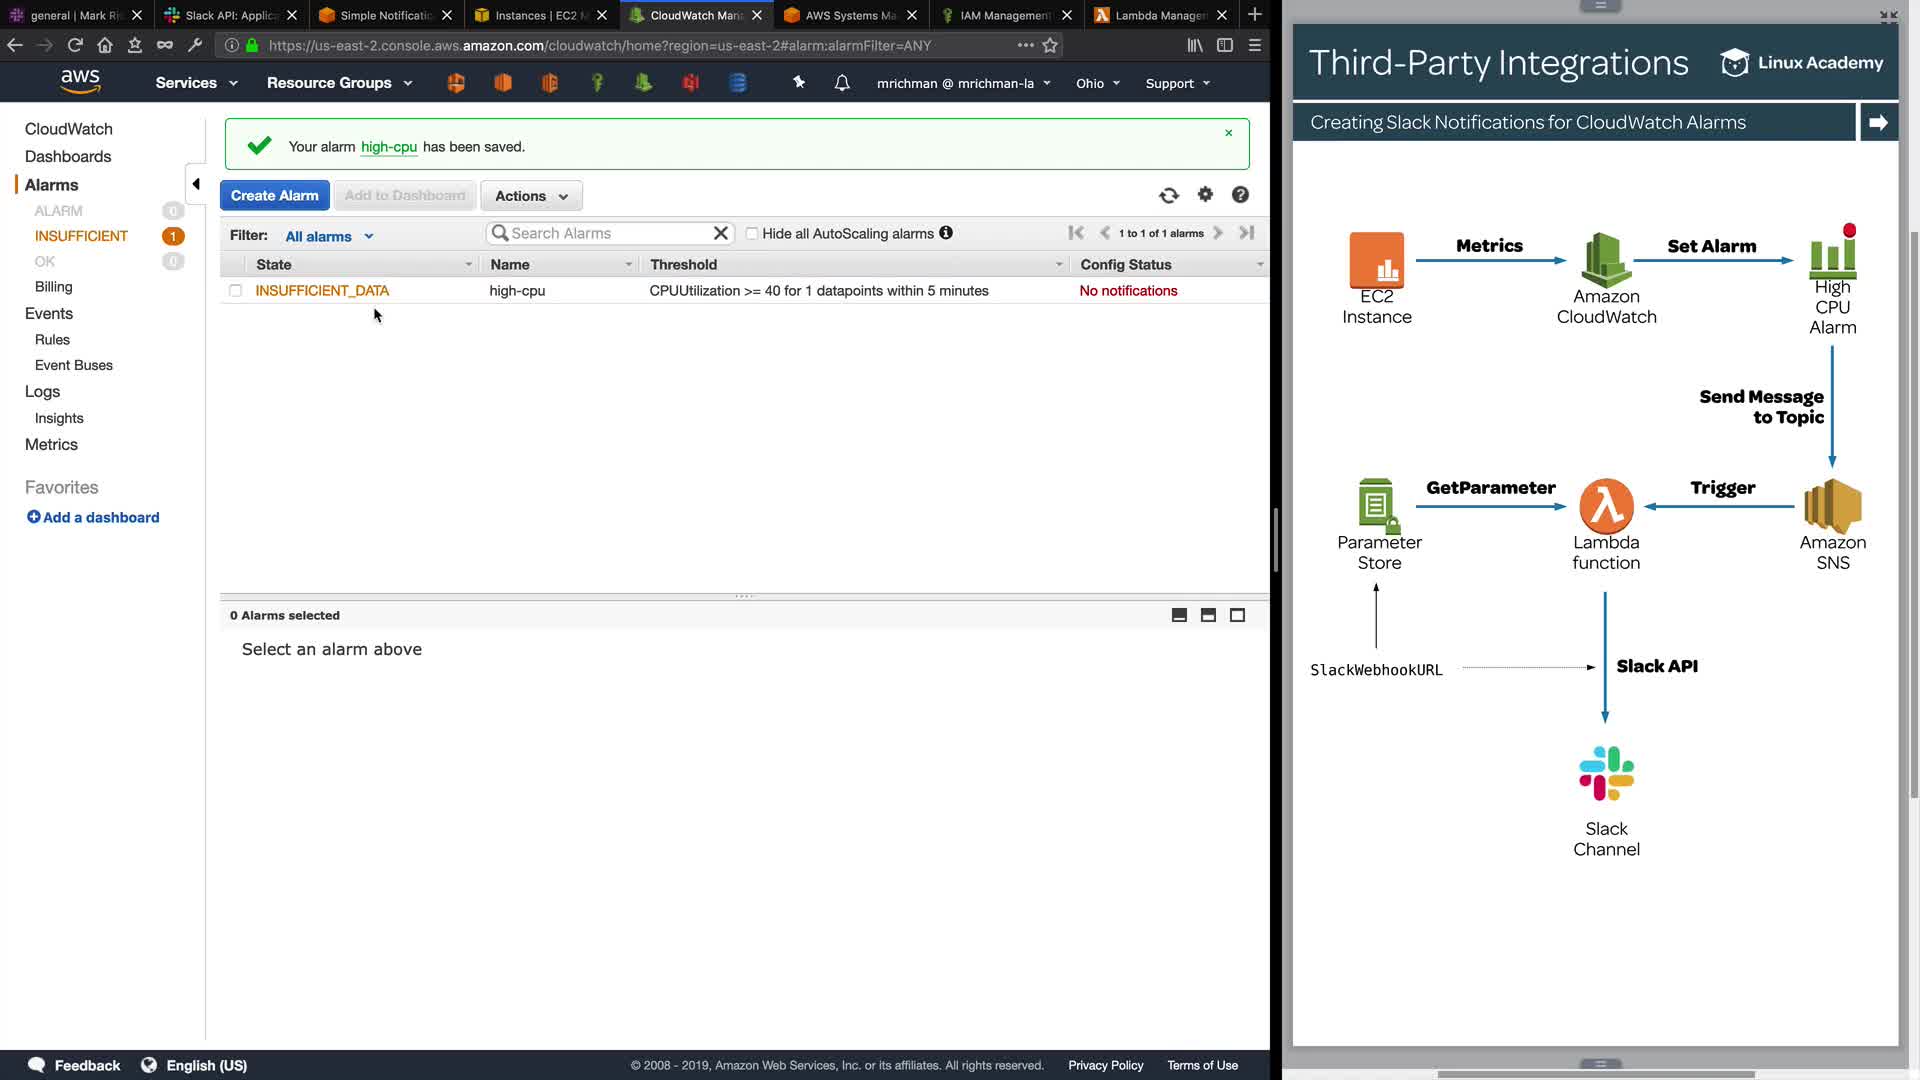 general | Mark Ri
Slack API: Applica
Simple Notificatio
Instances | EC2 M
CloudWatch Mana
AWS Systems Ma
IAM Management
Lambda Manager
https://us-east-2.console.aws.amazon.com/cloudwatch/home?region=us-east-2#alarm:alarmFilter=ANY
aws
Services
Resource Groups
mrichman @ mrichman-la
Ohio
Support
CloudWatch
Dashboards
Alarms
ALARM 0
INSUFFICIENT 1
OK 0
Billing
Events
Rules
Event Buses
Logs
Insights
Metrics
Favorites
Add a dashboard
Your alarm high-cpu has been saved.
Create Alarm
Add to Dashboard
Actions
Filter: All alarms
Search Alarms
Hide all AutoScaling alarms
1 to 1 of 1 alarms
State Name Threshold Config Status
INSUFFICIENT_DATA high-cpu CPUUtilization >= 40 for 1 datapoints within 5 minutes No notifications
0 Alarms selected
Select an alarm above
Feedback
English (US)
© 2008 - 2019, Amazon Web Services, Inc. or its affiliates. All rights reserved.
Privacy Policy
Terms of Use
Third-Party Integrations
Linux Academy
Creating Slack Notifications for CloudWatch Alarms
EC2
Instance
Metrics
Amazon
CloudWatch
Set Alarm
High
CPU
Alarm
Send Message
to Topic
Parameter
Store
GetParameter
Lambda
function
Trigger
Amazon
SNS
SlackWebhookURL
Slack API
Slack
Channel